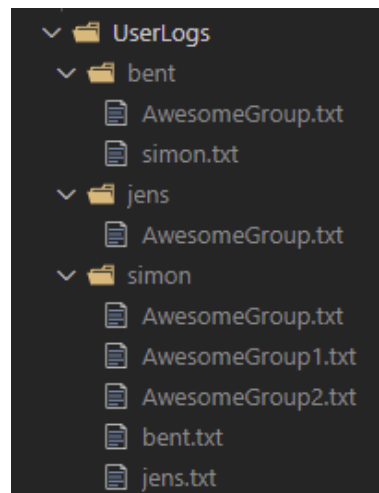 UserLogs
bent
AwesomeGroup.txt
simon.txt
jens
AwesomeGroup.txt
simon
AwesomeGroup.txt
AwesomeGroup1.txt
AwesomeGroup2.txt
bent.txt
jens.txt